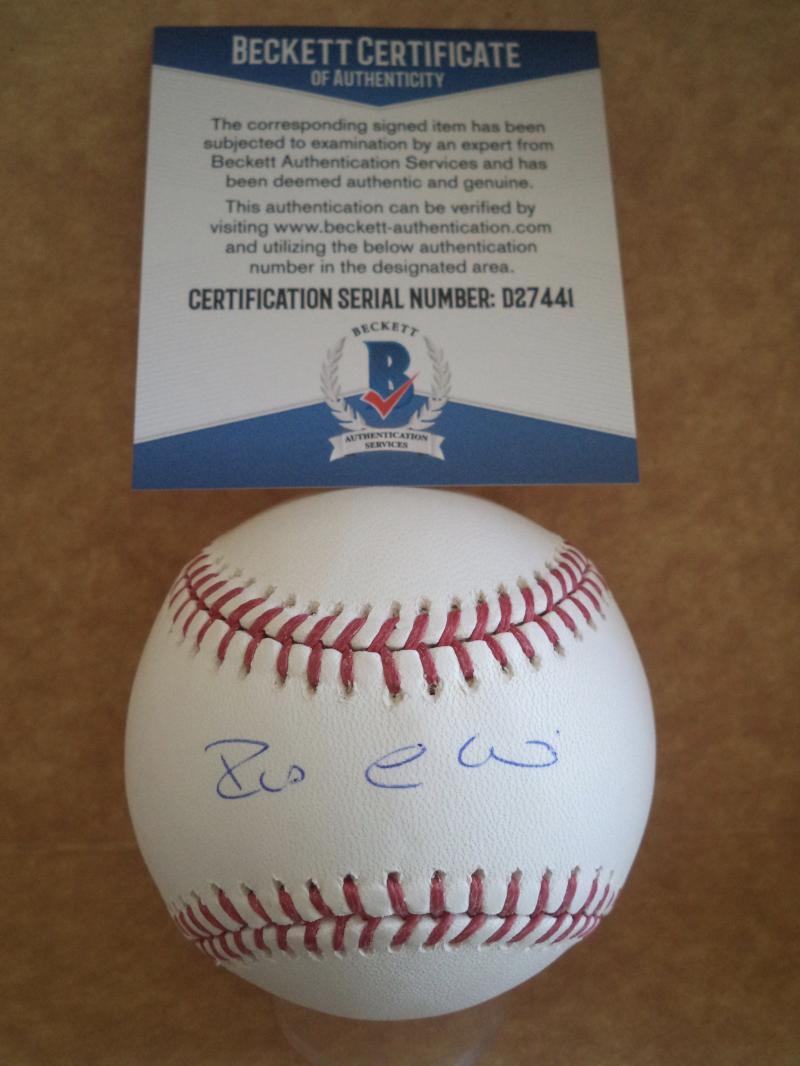 BECKETT CERTIFICATE
OF AUTHENTICITY
The corresponding signed item has been
subjected to examination by an expert from
Beckett Authentication Services and has
been deemed authentic and genuine.
This authentication can be verified by
visiting www.beckett-authentication.com
and utilizing the below authentication
number in the designated area.
CERTIFICATION SERIAL NUMBER: D27441
BECKETT
B
AUTHENTICATION
SERVICES